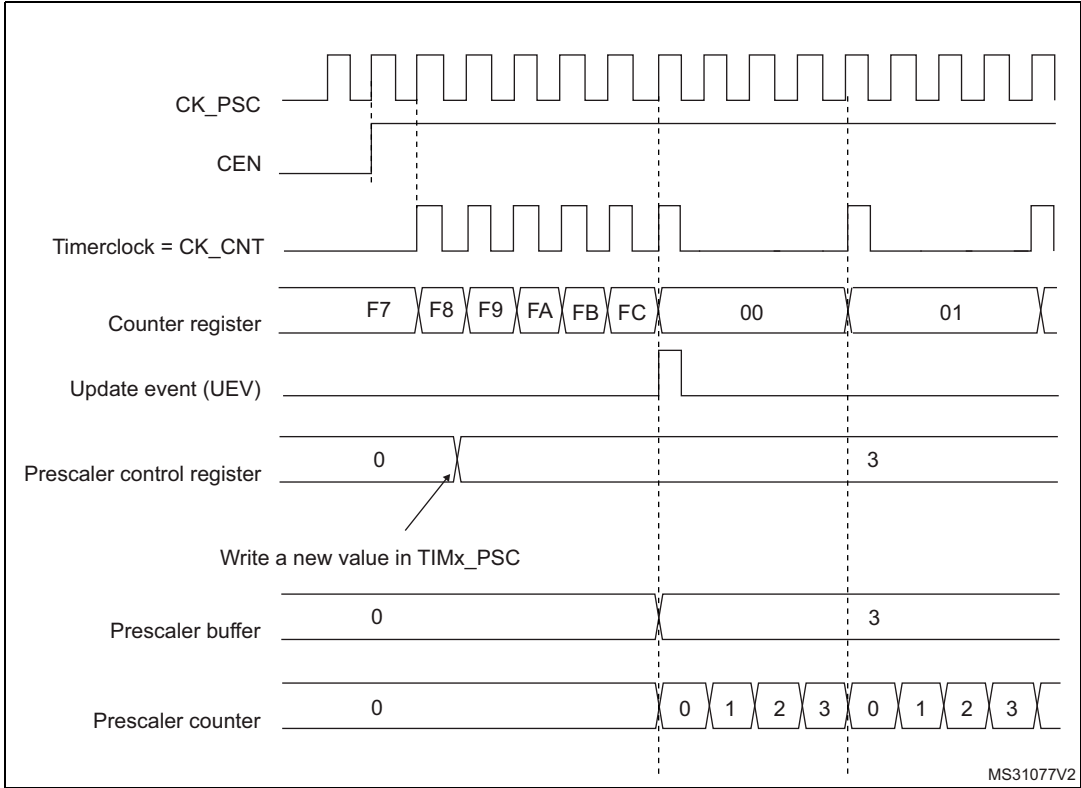 CK_PSC
CEN
Timerclock = CK_CNT
Counter register F7 F8 F9 FA FB FC 00 01
Update event (UEV)
Prescaler control register 0 3
Write a new value in TIMx_PSC
Prescaler buffer 0 3
Prescaler counter 0 0 1 2 3 0 1 2 3
MS31077V2